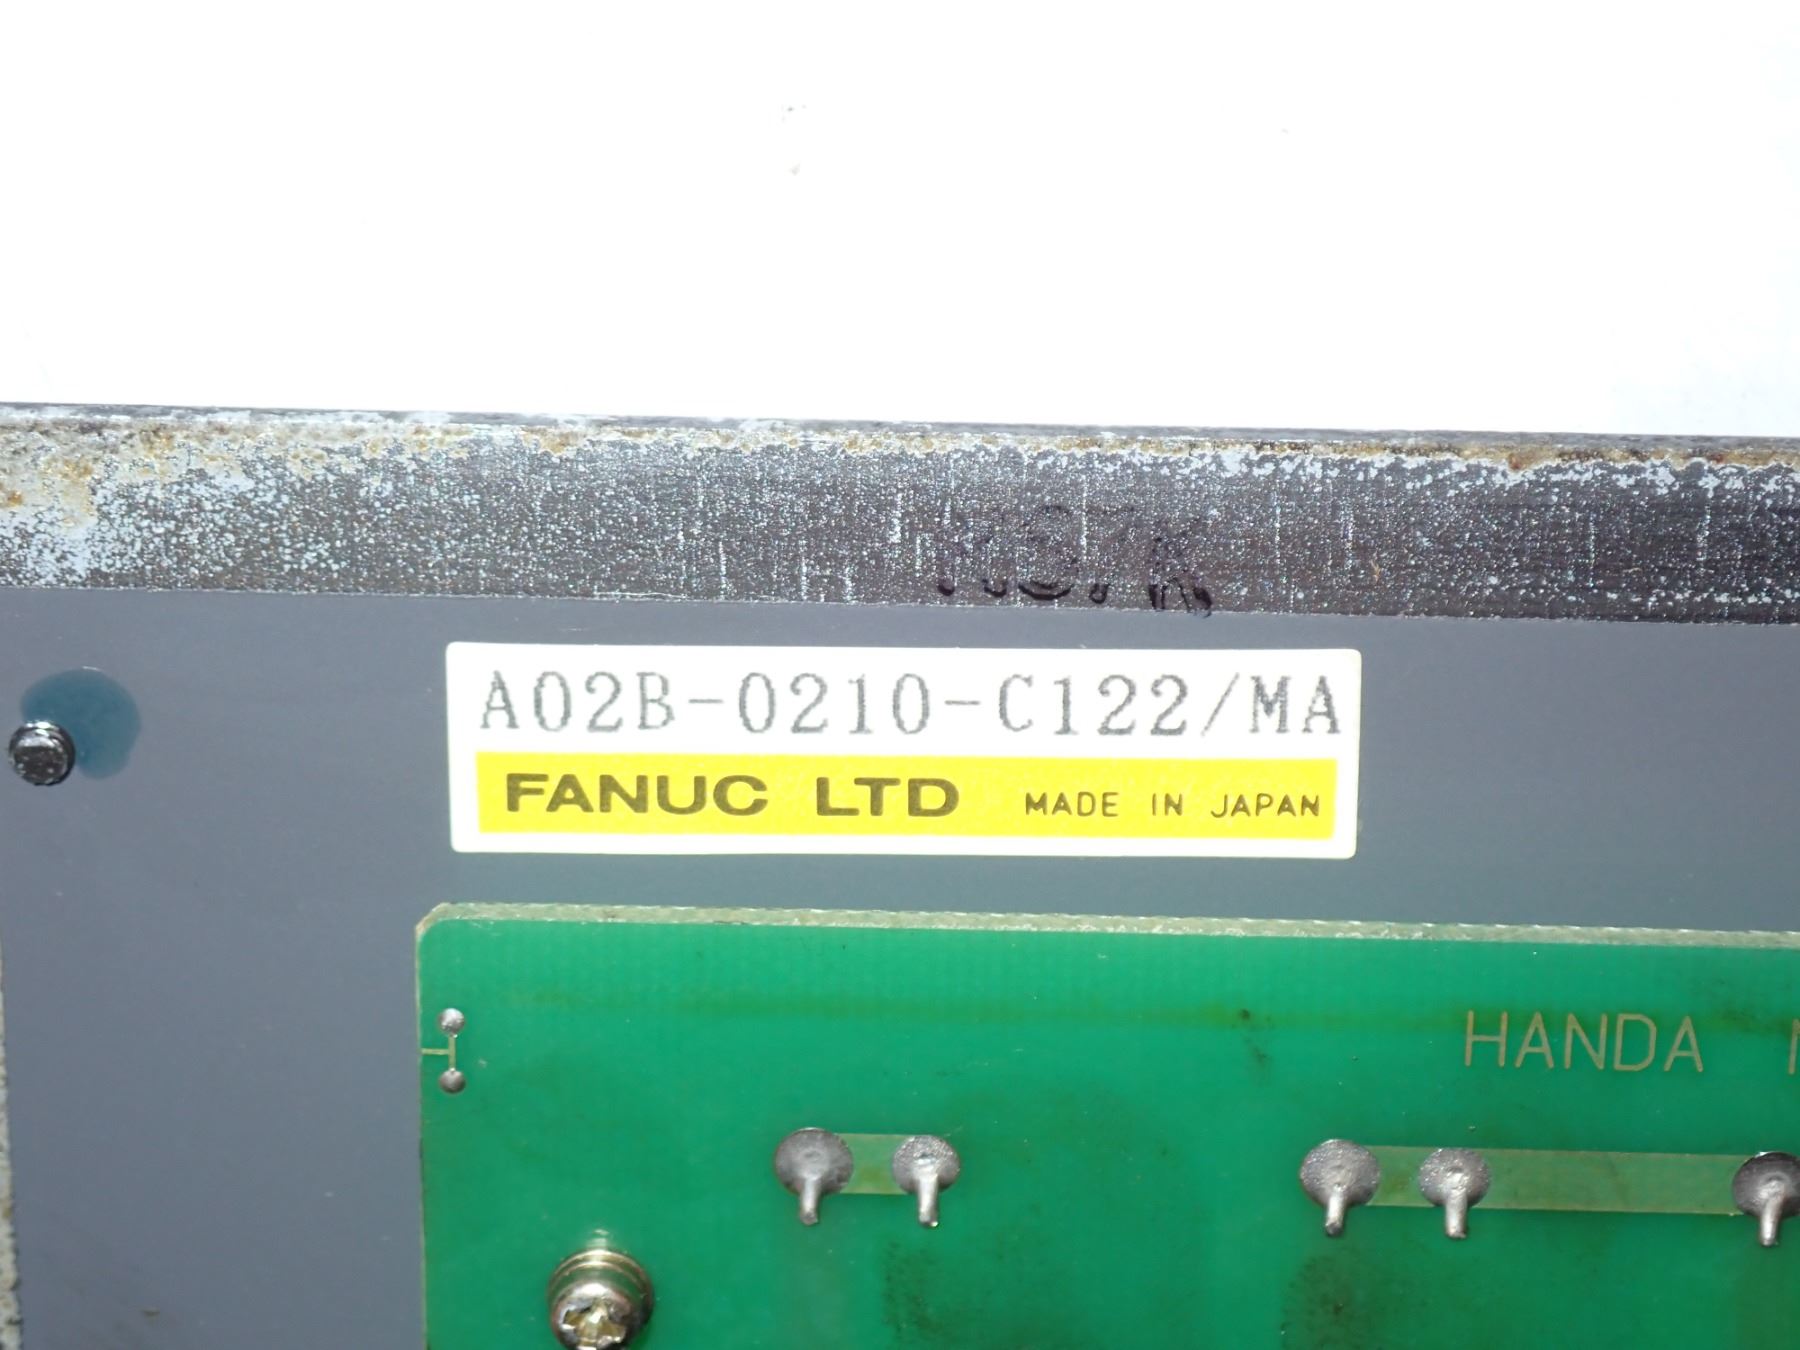 A02B-0210-C122/MA
FANUC LTD MADE IN JAPAN
HANDA